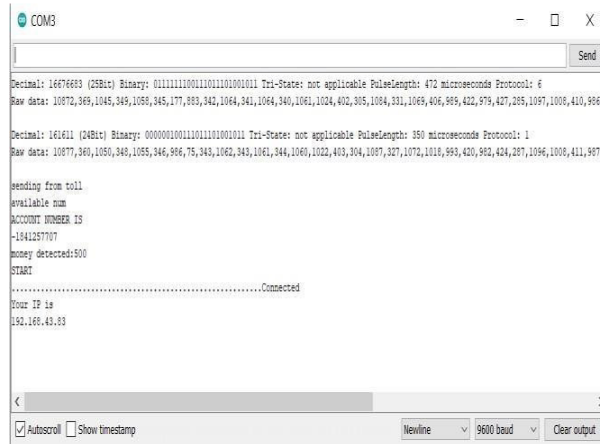 COM3
Send
Decimal: 16676683 (25Bit) Binary: 0111111100111011101001011 Tri-State: not applicable PulseLength: 472 microseconds Protocol: 6
Raw data: 10872,369,1045,349,1058,345,177,883,342,1064,341,1064,340,1061,1024,402,305,1084,331,1069,406,989,422,979,427,285,1097,1008,410,986
Decimal: 161611 (24Bit) Binary: 000000100111011101001011 Tri-State: not applicable PulseLength: 350 microseconds Protocol: 1
Raw data: 10877,360,1050,348,1055,346,986,75,343,1062,343,1061,344,1060,1022,403,304,1087,327,1072,1018,993,420,982,424,287,1096,1008,411,987
sending from toll
available num
ACCOUNT NUMBER IS
-1841257707
money detected:500
START
............................................................Connected
Your IP is
192.168.43.83
Autoscroll Show timestamp Newline 9600 baud Clear output